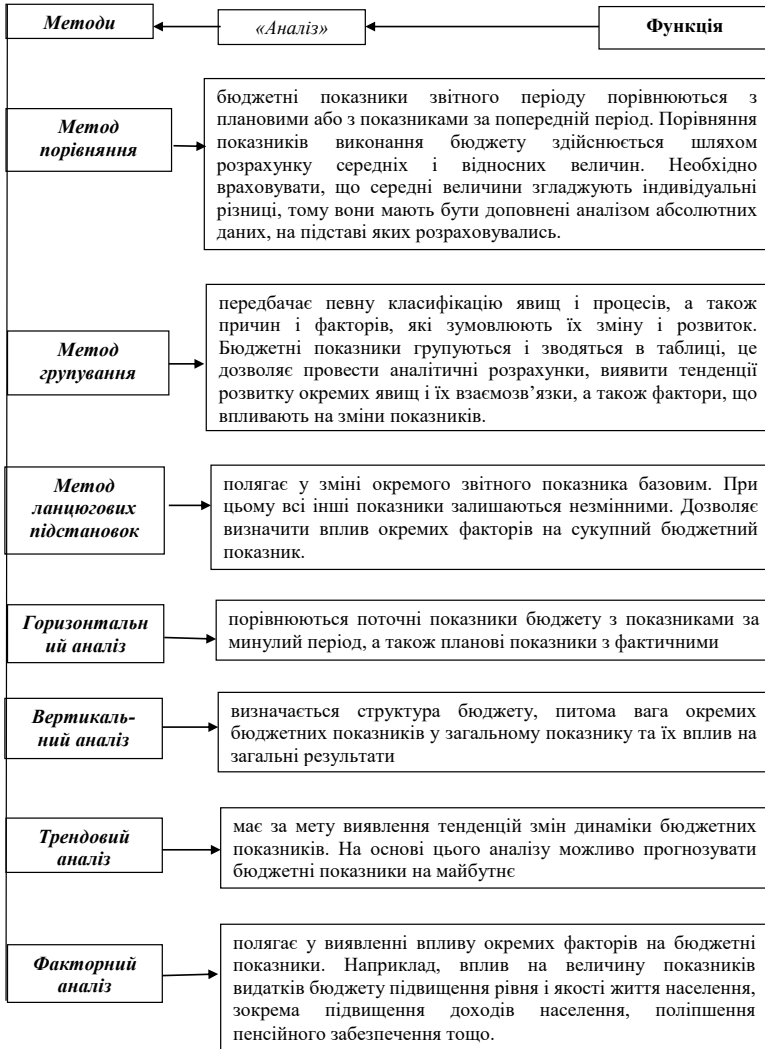 Методи «Аналіз» Функція
Метод
порівняння
бюджетні показники звітного періоду порівнюються з
плановими або з показниками за попередній період. Порівняння
показників виконання бюджету здійснюється шляхом
розрахунку середніх і відносних величин. Необхідно
враховувати, що середні величини згладжують індивідуальні
різниці, тому вони мають бути доповнені аналізом абсолютних
даних, на підставі яких розраховувались.
Метод
групування
передбачає певну класифікацію явищ і процесів, а також
причин і факторів, які зумовлюють їх зміну і розвиток.
Бюджетні показники групуються і зводяться в таблиці, це
дозволяє провести аналітичні розрахунки, виявити тенденції
розвитку окремих явищ і їх взаємозв’язки, а також фактори, що
впливають на зміни показників.
Метод
ланцюгових
підстановок
полягає у зміні окремого звітного показника базовим. При
цьому всі інші показники залишаються незмінними. Дозволяє
визначити вплив окремих факторів на сукупний бюджетний
показник.
Горизонтальн
ий аналіз
порівнюються поточні показники бюджету з показниками за
минулий період, а також планові показники з фактичними
Вертикаль-
ний аналіз
визначається структура бюджету, питома вага окремих
бюджетних показників у загальному показнику та їх вплив на
загальні результати
Трендовий
аналіз
має за мету виявлення тенденцій змін динаміки бюджетних
показників. На основі цього аналізу можливо прогнозувати
бюджетні показники на майбутнє
Факторний
аналіз
полягає у виявленні впливу окремих факторів на бюджетні
показники. Наприклад, вплив на величину показників
видатків бюджету підвищення рівня і якості життя населення,
зокрема підвищення доходів населення, поліпшення
пенсійного забезпечення тощо.